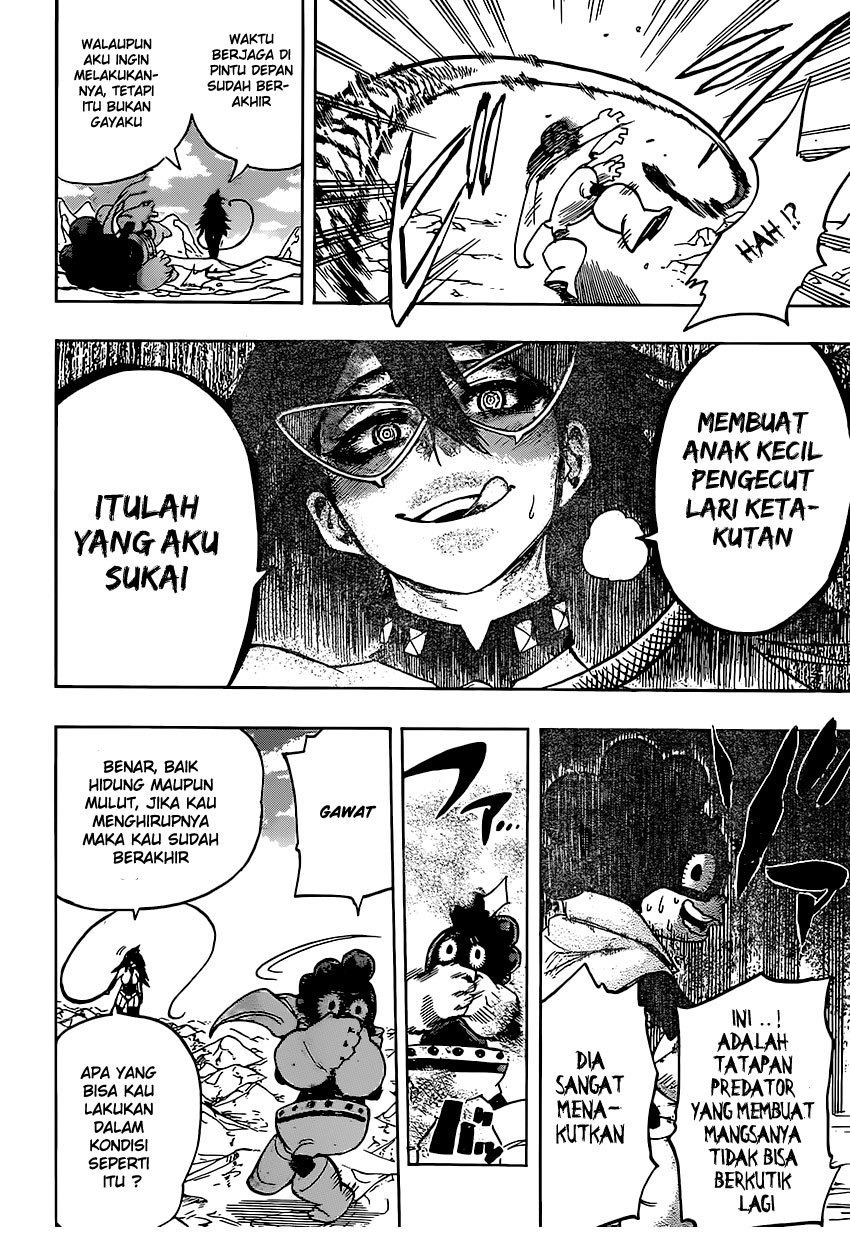 HAH !?
WAKTU
BERJAGA DI
PINTU DEPAN
SUDAH BER-
AKHIR
WALAUPUN
AKU INGIN
MELAKUKAN-
NYA, TETAPI
ITU BUKAN
GAYAKU
MEMBUAT
ANAK KECIL
PENGECUT
LARI KETA-
KUTAN
ITULAH
YANG AKU
SUKAI
INI ..!
ADALAH
TATAPAN
PREDATOR
YANG MEMBUAT
MANGSANYA
TIDAK BISA
BERKUTIK
LAGI
DIA
SANGAT
MENA-
KUTKAN
GAWAT
BENAR, BAIK
HIDUNG MAUPUN
MULUT, JIKA KAU
MENGHIRUPNYA
MAKA KAU SUDAH
BERAKHIR
APA YANG
BISA KAU
LAKUKAN
DALAM
KONDISI
SEPERTI
ITU ?